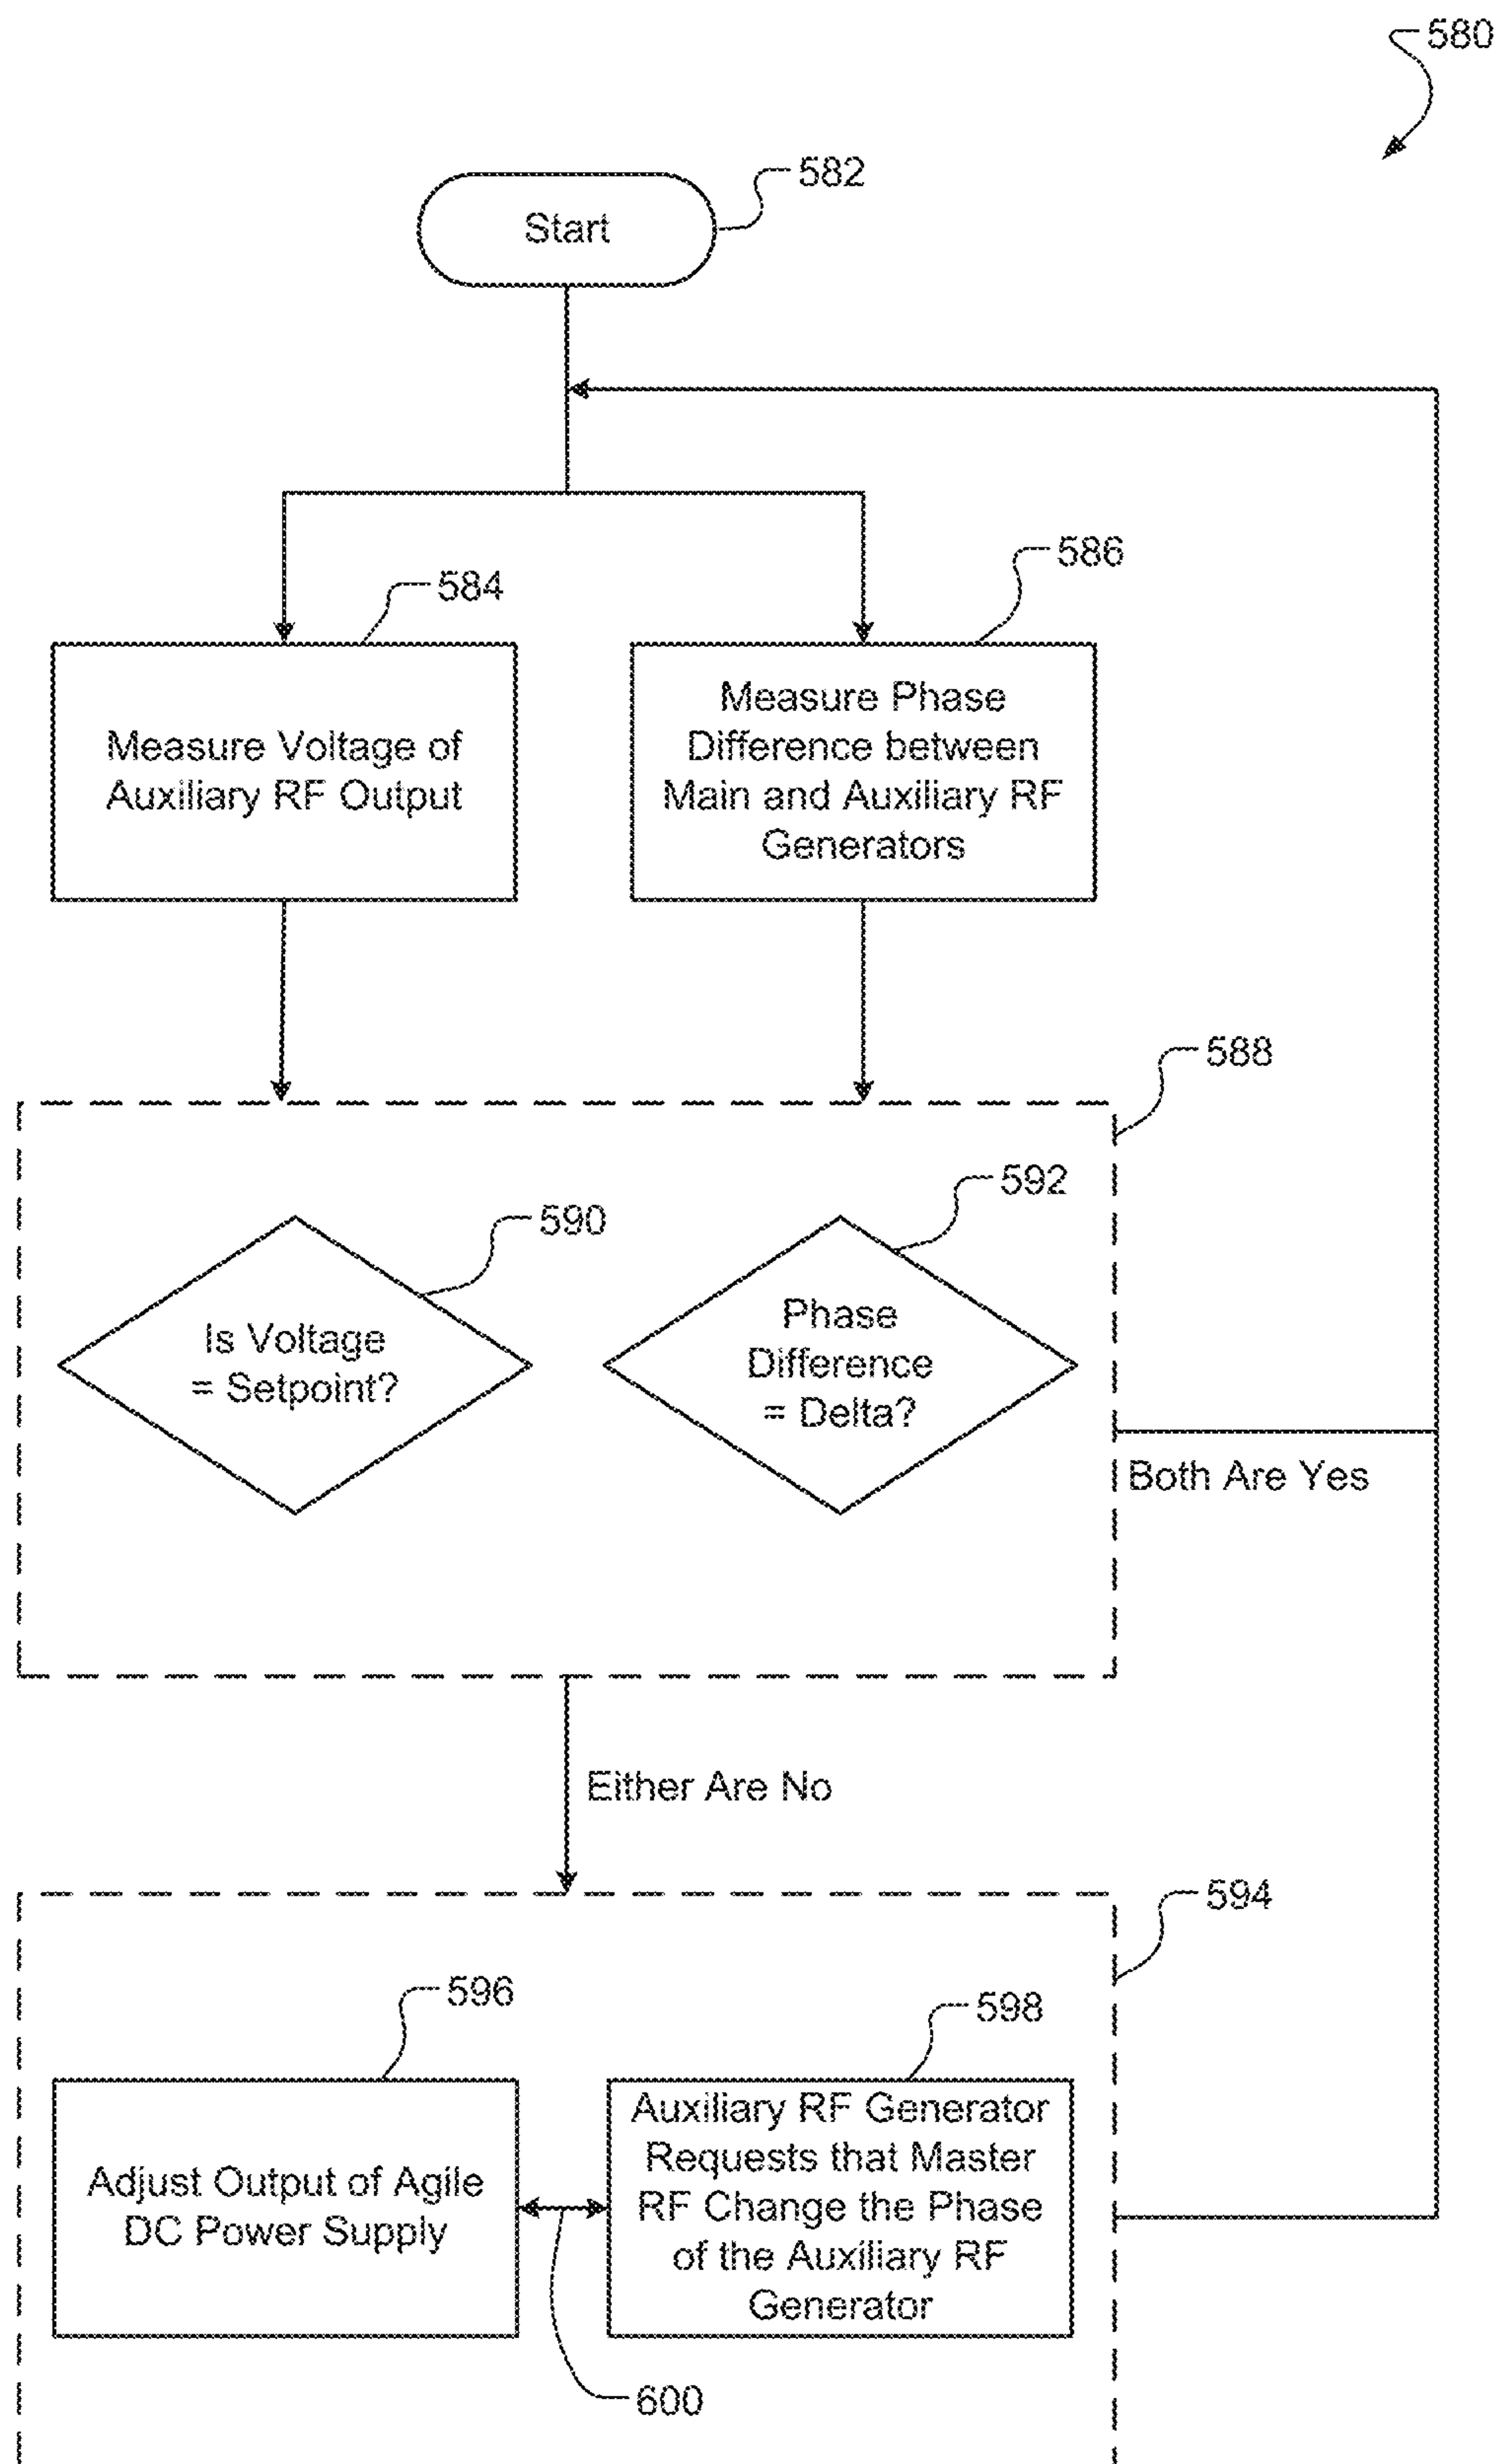 580
582
Start
584
586
Measure Voltage of
Auxiliary RF Output
Measure Phase
Difference between
Main and Auxiliary RF
Generators
588
590
592
Is Voltage
= Setpoint?
Phase
Difference
= Delta?
Both Are Yes
Either Are No
594
596
598
Adjust Output of Agile
DC Power Supply
Auxiliary RF Generator
Requests that Master
RF Change the Phase
of the Auxiliary RF
Generator
600